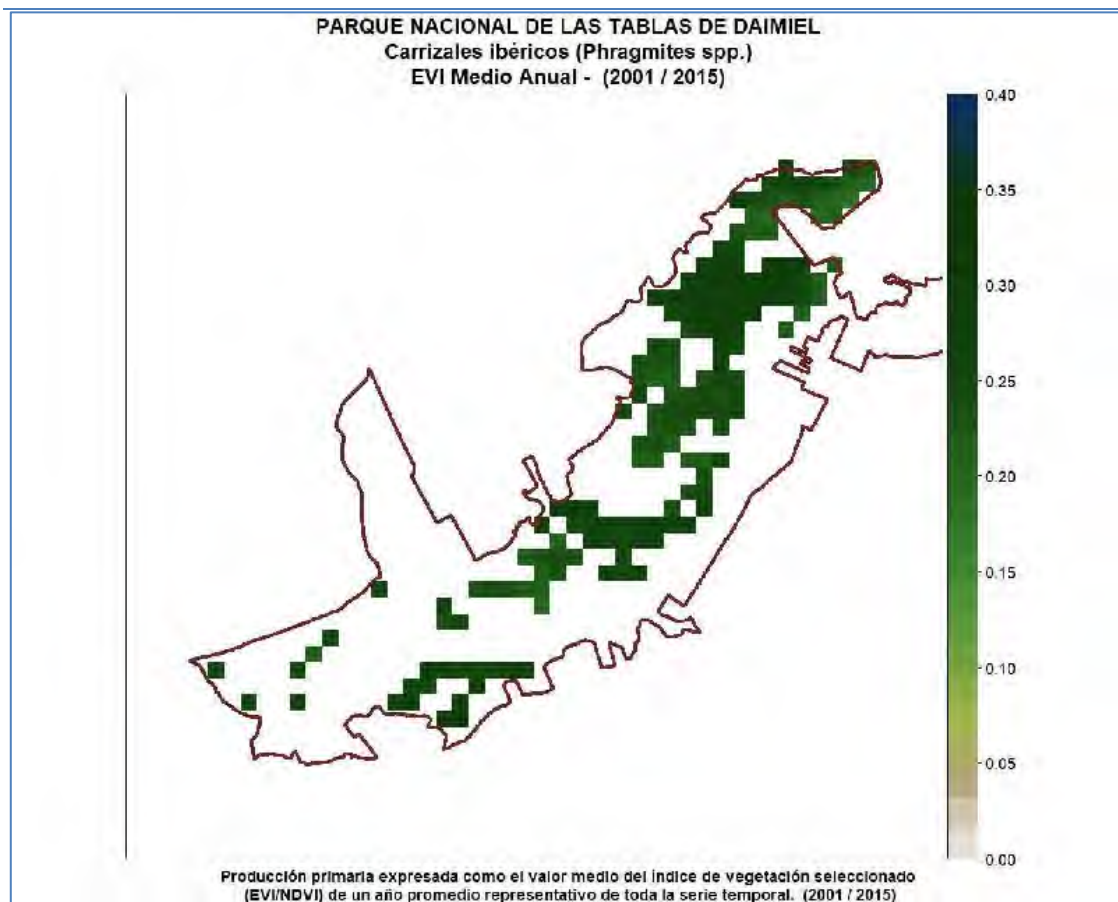 PARQUE NACIONAL DE LAS TABLAS DE DAIMIEL
Carrizales ibéricos (Phragmites spp.)
EVI Medio Anual - (2001 / 2015)
0.40
0.35
0.30
0.25
0.20
0.15
0.10
0.05
0.00
Producción primaria expresada como el valor medio del índice de vegetación seleccionado
(EVI/NDVI) de un año promedio representativo de toda la serie temporal. (2001 / 2015)